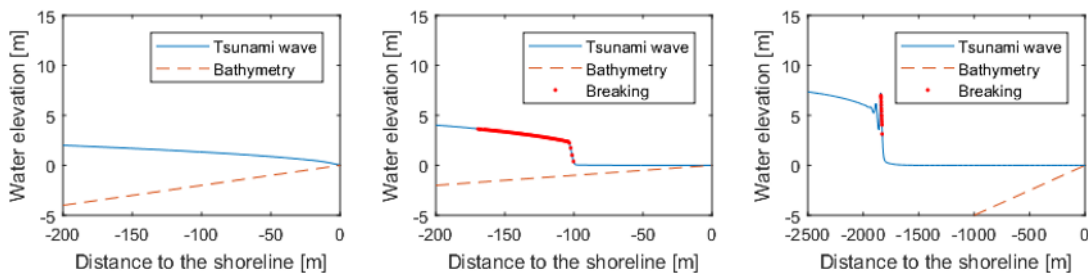 15
10
5
0
-5
Water elevation [m]
Tsunami wave
Bathymetry
-200 -150 -100 -50 0
Distance to the shoreline [m]
15
10
5
0
-5
Water elevation [m]
Tsunami wave
Bathymetry
Breaking
-200 -150 -100 -50 0
Distance to the shoreline [m]
15
10
5
0
-5
Water elevation [m]
Tsunami wave
Bathymetry
Breaking
-2500 -2000 -1500 -1000 -500 0
Distance to the shoreline [m]